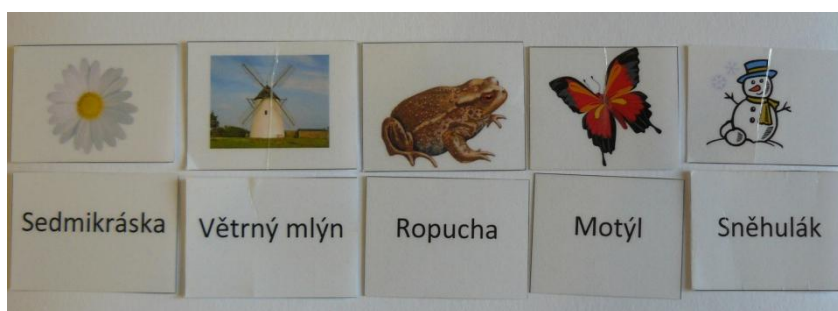 Sedmikráska
Větrný mlýn
Ropucha
Motýl
Sněhulák